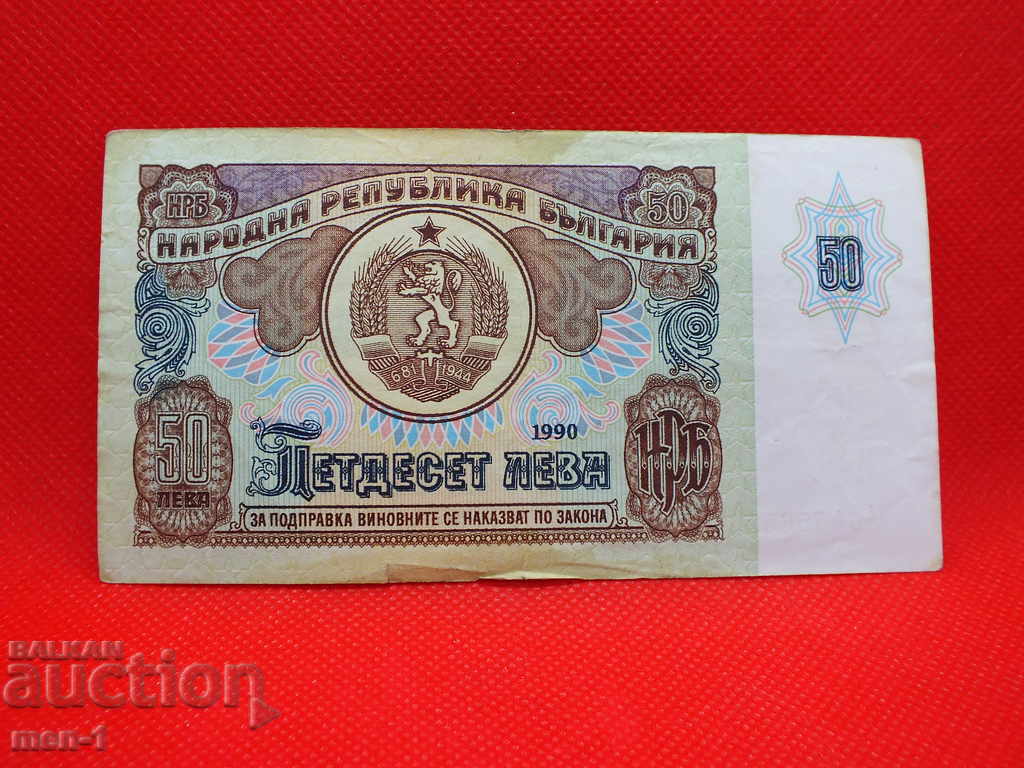 НРБ
НАРОДНА РЕПУБЛИКА БЪЛГАРИЯ
50
50
681 1944
1990
ПЕТДЕСЕТ ЛЕВА
50
ЛЕВА
НРБ
ЗА ПОДПРАВКА ВИНОВНИТЕ СЕ НАКАЗВАТ ПО ЗАКОНА
BALKAN
auction
men-1